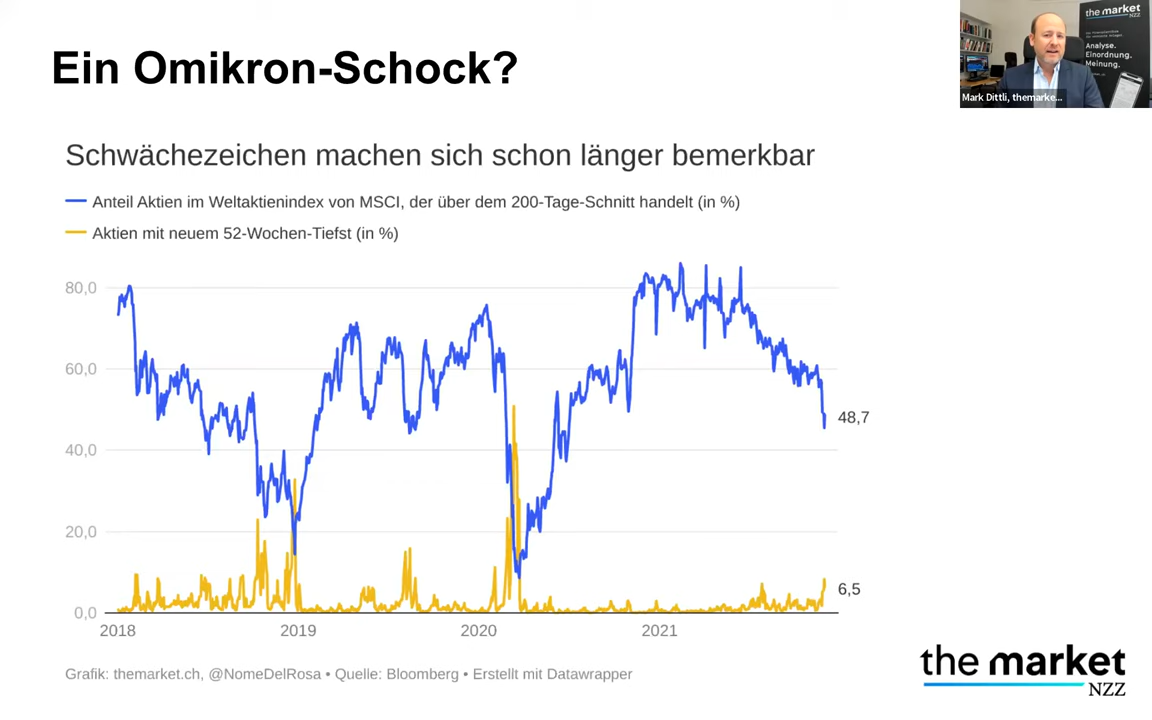 Ein Omikron-Schock?
the market
NZZ
Analyse.
Einordnung.
Meinung.
Mark Dittli, themarke...
Schwächezeichen machen sich schon länger bemerkbar
Anteil Aktien im Weltaktienindex von MSCI, der über dem 200-Tage-Schnitt handelt (in %)
Aktien mit neuem 52-Wochen-Tiefst (in %)
80,0
60,0
48,7
40,0
20,0
6,5
0,0
2018 2019 2020 2021
Grafik: themarket.ch, @NomeDelRosa • Quelle: Bloomberg • Erstellt mit Datawrapper
the market
NZZ